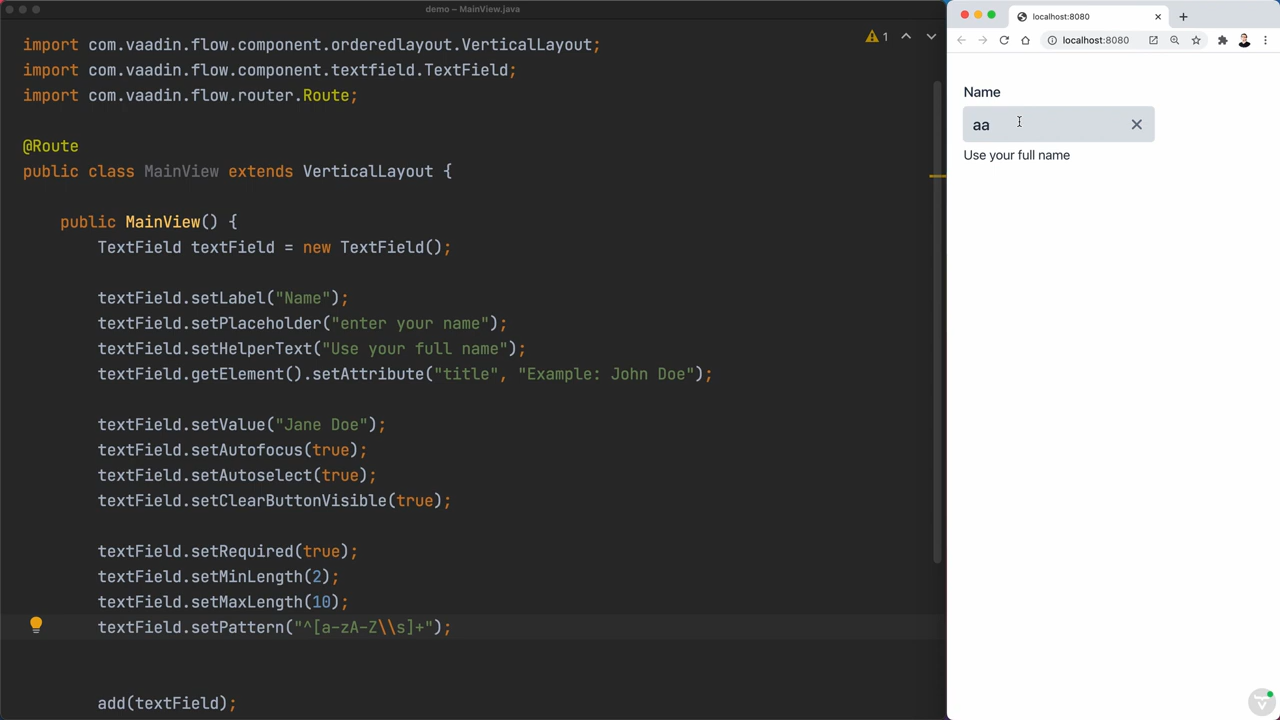 demo – MainView.java
import com.vaadin.flow.component.orderedlayout.VerticalLayout;
import com.vaadin.flow.component.textfield.TextField;
import com.vaadin.flow.router.Route;
@Route
public class MainView extends VerticalLayout {
public MainView() {
TextField textField = new TextField();
textField.setLabel("Name");
textField.setPlaceholder("enter your name");
textField.setHelperText("Use your full name");
textField.getElement().setAttribute("title", "Example: John Doe");
textField.setValue("Jane Doe");
textField.setAutofocus(true);
textField.setAutoselect(true);
textField.setClearButtonVisible(true);
textField.setRequired(true);
textField.setMinLength(2);
textField.setMaxLength(10);
textField.setPattern("^[a-zA-Z\\s]+");
add(textField);
1
localhost:8080
localhost:8080
Name
aa
Use your full name